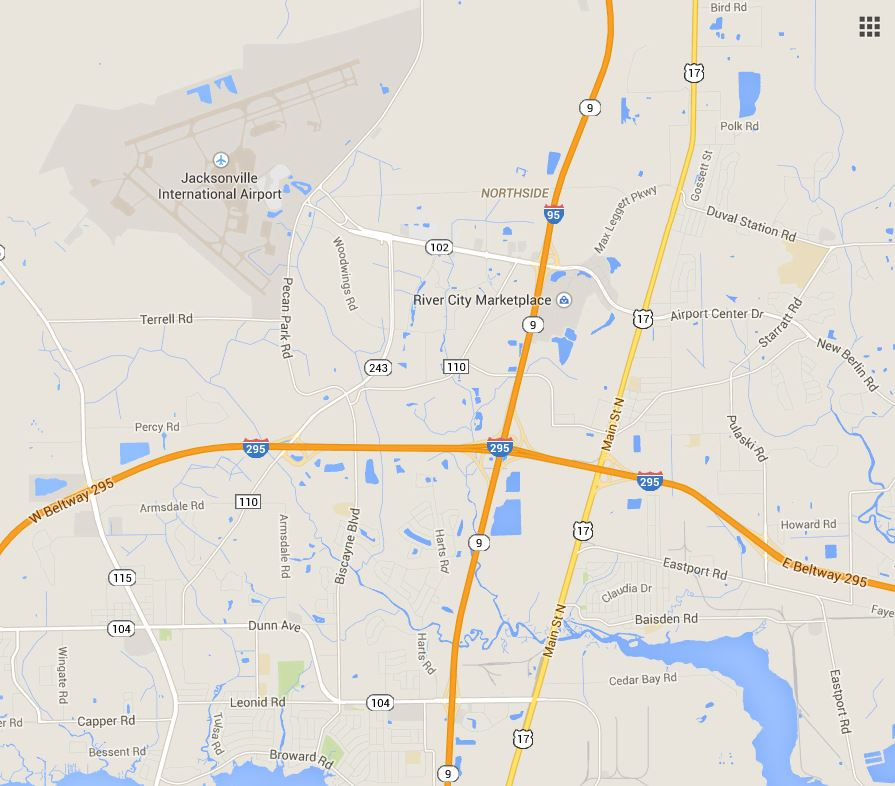 Bird Rd
17
9
Polk Rd
Gossett St
Jacksonville
International Airport
NORTHSIDE
Max Leggett Pkwy
95
Duval Station Rd
Woodwings Rd
102
Pecan Park Rd
River City Marketplace
Terrell Rd
9
17
Airport Center Dr
Starratt Rd
New Berlin Rd
243
110
Main St N
Pulaski Rd
Percy Rd
295
295
295
W Beltway 295
110
Armsdale Rd
Armsdale Rd
Biscayne Blvd
Harts Rd
9
17
Howard Rd
Eastport Rd
E Beltway 295
115
Claudia Dr
Baisden Rd
Faye
104
Dunn Ave
Main St N
Harts Rd
Wingate Rd
Cedar Bay Rd
Eastport Rd
Leonid Rd
104
er Rd
Capper Rd
Tulsa Rd
17
Bessent Rd
Broward Rd
9